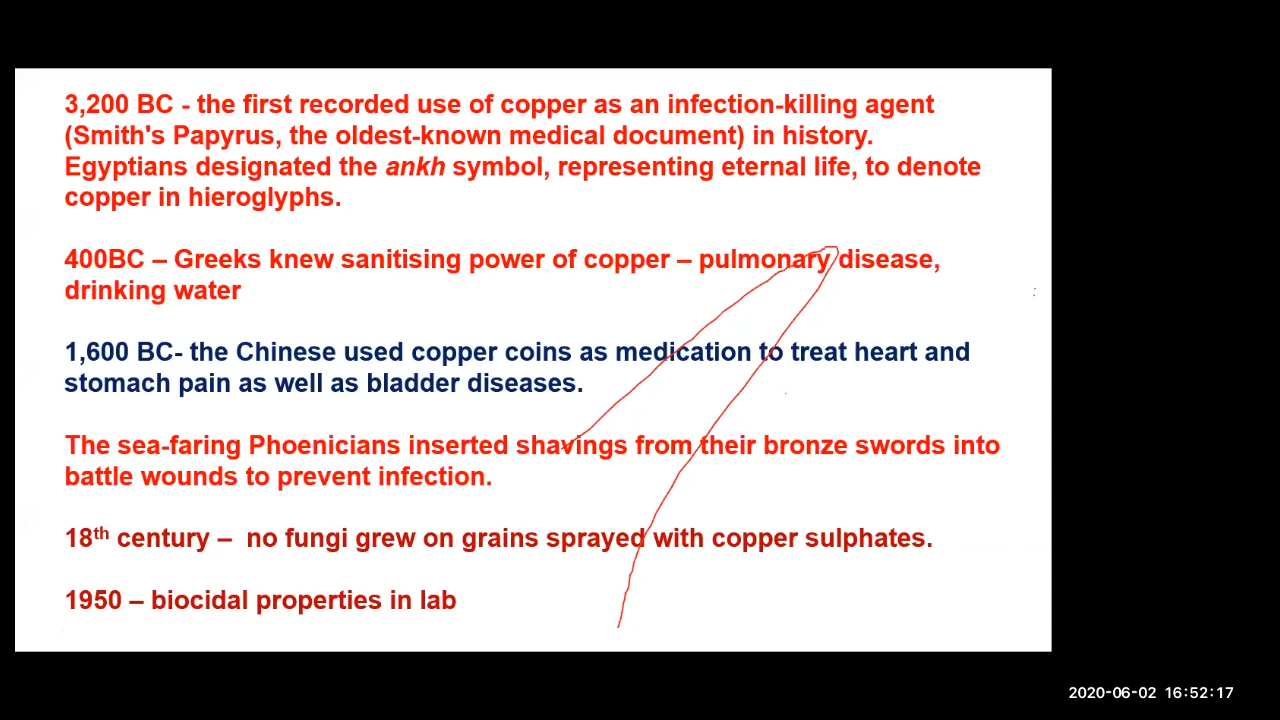 3,200 BC - the first recorded use of copper as an infection-killing agent
(Smith's Papyrus, the oldest-known medical document) in history.
Egyptians designated the ankh symbol, representing eternal life, to denote
copper in hieroglyphs.
400BC – Greeks knew sanitising power of copper – pulmonary disease,
drinking water
1,600 BC- the Chinese used copper coins as medication to treat heart and
stomach pain as well as bladder diseases.
The sea-faring Phoenicians inserted shavings from their bronze swords into
battle wounds to prevent infection.
18th century – no fungi grew on grains sprayed with copper sulphates.
1950 – biocidal properties in lab
2020-06-02 16:52:17